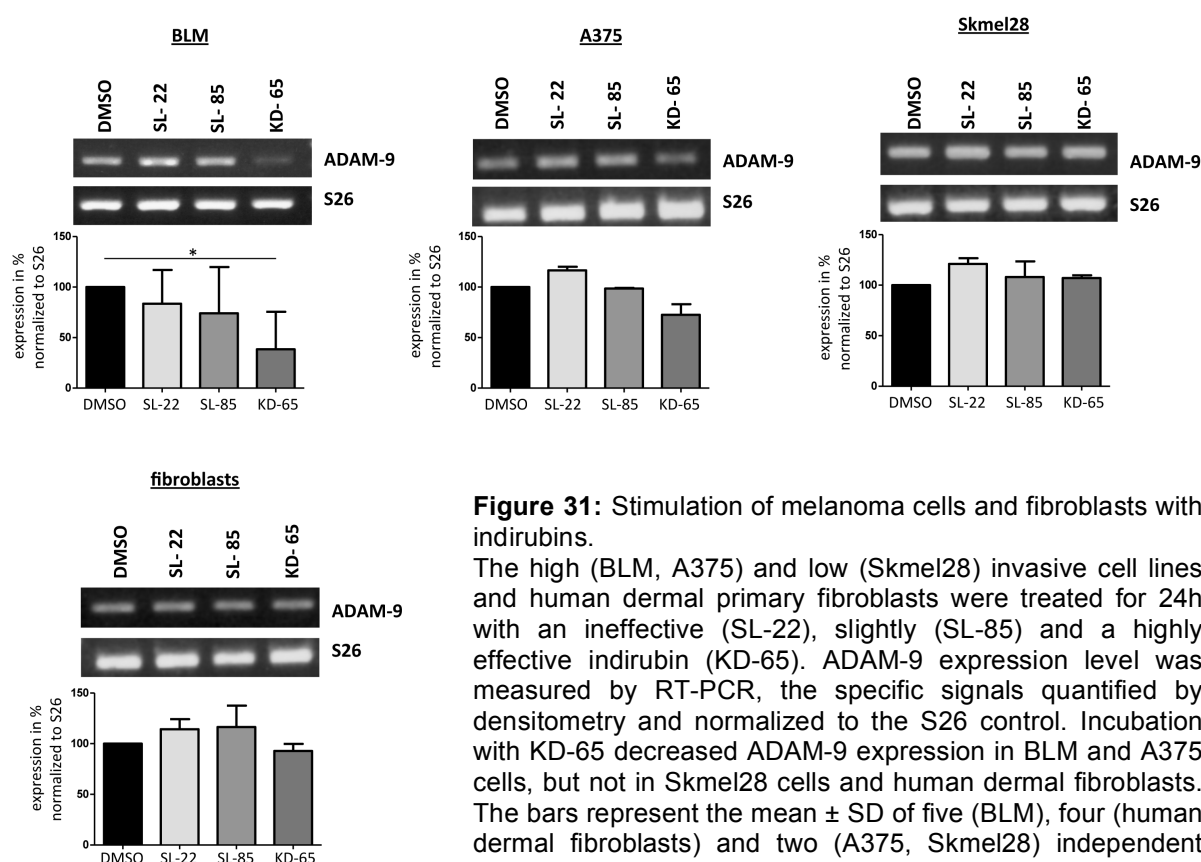 BLM
DMSO
SL- 22
SL- 85
KD- 65
ADAM-9
S26
expression in %
normalized to S26
150
*
100
50
0
DMSO SL-22 SL-85 KD-65
A375
DMSO
SL- 22
SL- 85
KD- 65
ADAM-9
S26
expression in %
normalized to S26
150
100
50
0
DMSO SL-22 SL-85 KD-65
Skmel28
DMSO
SL- 22
SL- 85
KD- 65
ADAM-9
S26
expression in %
normalized to S26
150
100
50
0
DMSO SL-22 SL-85 KD-65
fibroblasts
DMSO
SL- 22
SL- 85
KD- 65
ADAM-9
S26
expression in %
normalized to S26
150
100
50
0
DMSO SL-22 SL-85 KD-65
Figure 31: Stimulation of melanoma cells and fibroblasts with
indirubins.
The high (BLM, A375) and low (Skmel28) invasive cell lines
and human dermal primary fibroblasts were treated for 24h
with an ineffective (SL-22), slightly (SL-85) and a highly
effective indirubin (KD-65). ADAM-9 expression level was
measured by RT-PCR, the specific signals quantified by
densitometry and normalized to the S26 control. Incubation
with KD-65 decreased ADAM-9 expression in BLM and A375
cells, but not in Skmel28 cells and human dermal fibroblasts.
The bars represent the mean ± SD of five (BLM), four (human
dermal fibroblasts) and two (A375, Skmel28) independent